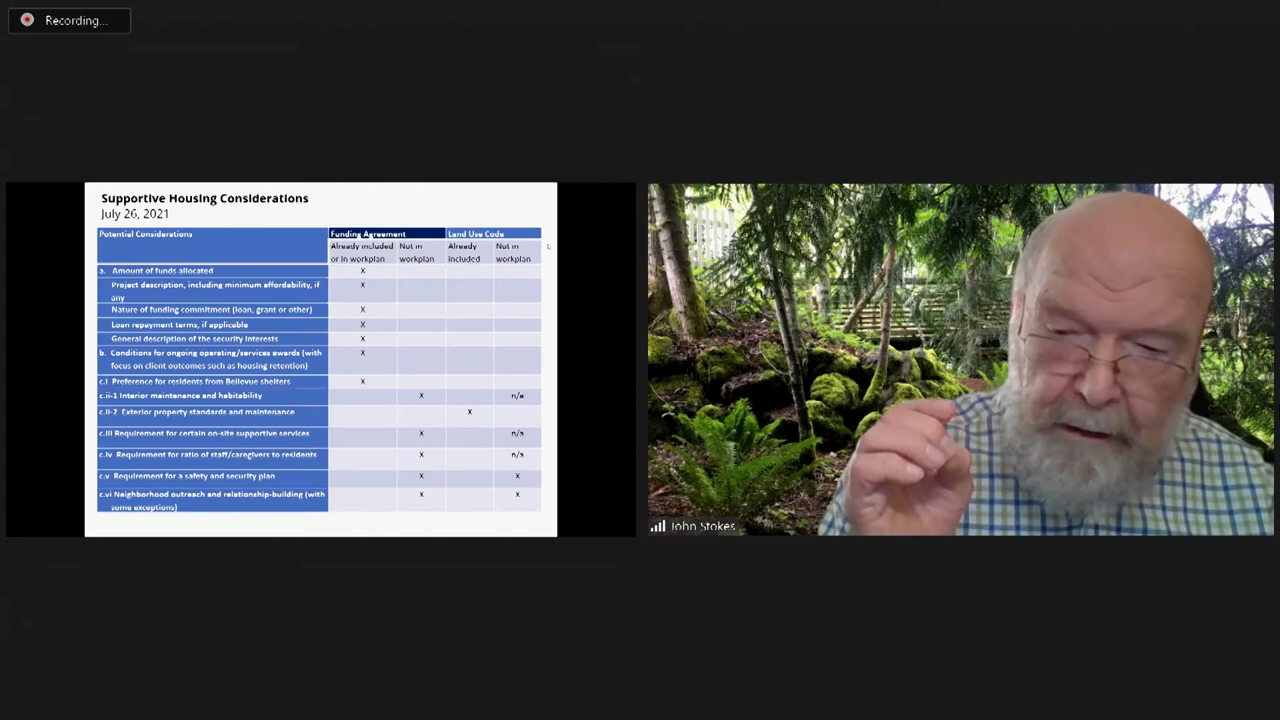 Recording...
Supportive Housing Considerations
July 26, 2021
Potential Considerations Funding Agreement Land Use Code
Already included Not in Already Not in
or in workplan workplan included workplan
a. Amount of funds allocated X
Project description, including minimum affordability, if X
any
Nature of funding commitment (loan, grant or other) X
Loan repayment terms, if applicable X
General description of the security interests X
b. Conditions for ongoing operating/services awards (with X
focus on client outcomes such as housing retention)
c.i Preference for residents from Bellevue shelters X
c.ii-1 Interior maintenance and habitability X n/a
c.ii-2 Exterior property standards and maintenance X
c.iii Requirement for certain on-site supportive services X n/a
c.iv Requirement for ratio of staff/caregivers to residents X n/a
c.v Requirement for a safety and security plan X X
c.vi Neighborhood outreach and relationship-building (with X X
some exceptions)
John Stokes